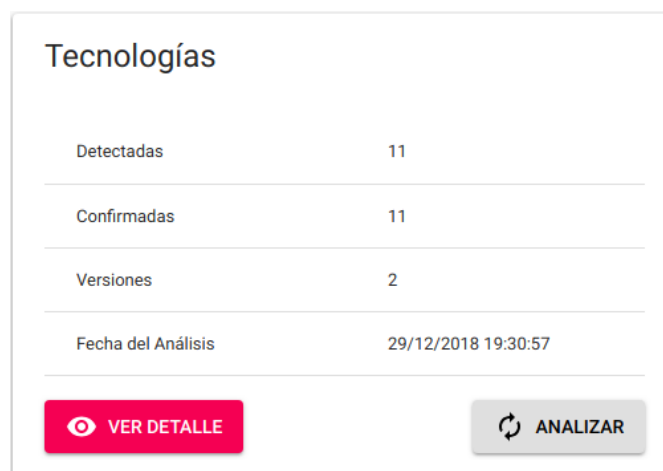 Tecnologías
Detectadas 11
Confirmadas 11
Versiones 2
Fecha del Análisis 29/12/2018 19:30:57
VER DETALLE ANALIZAR